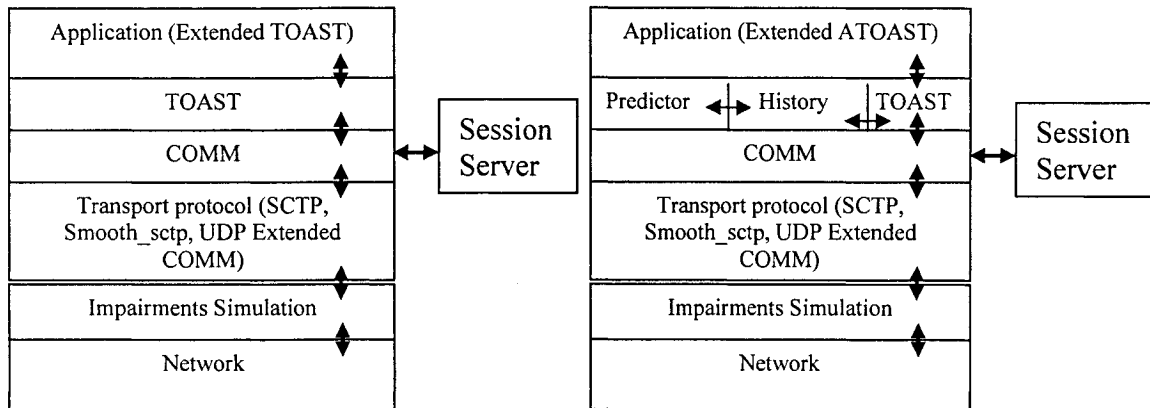 Application (Extended TOAST)
TOAST
COMM
Transport protocol (SCTP,
Smooth_sctp, UDP Extended
COMM)
Impairments Simulation
Network
Session
Server
Application (Extended ATOAST)
Predictor
History
TOAST
COMM
Transport protocol (SCTP,
Smooth_sctp, UDP Extended
COMM)
Impairments Simulation
Network
Session
Server